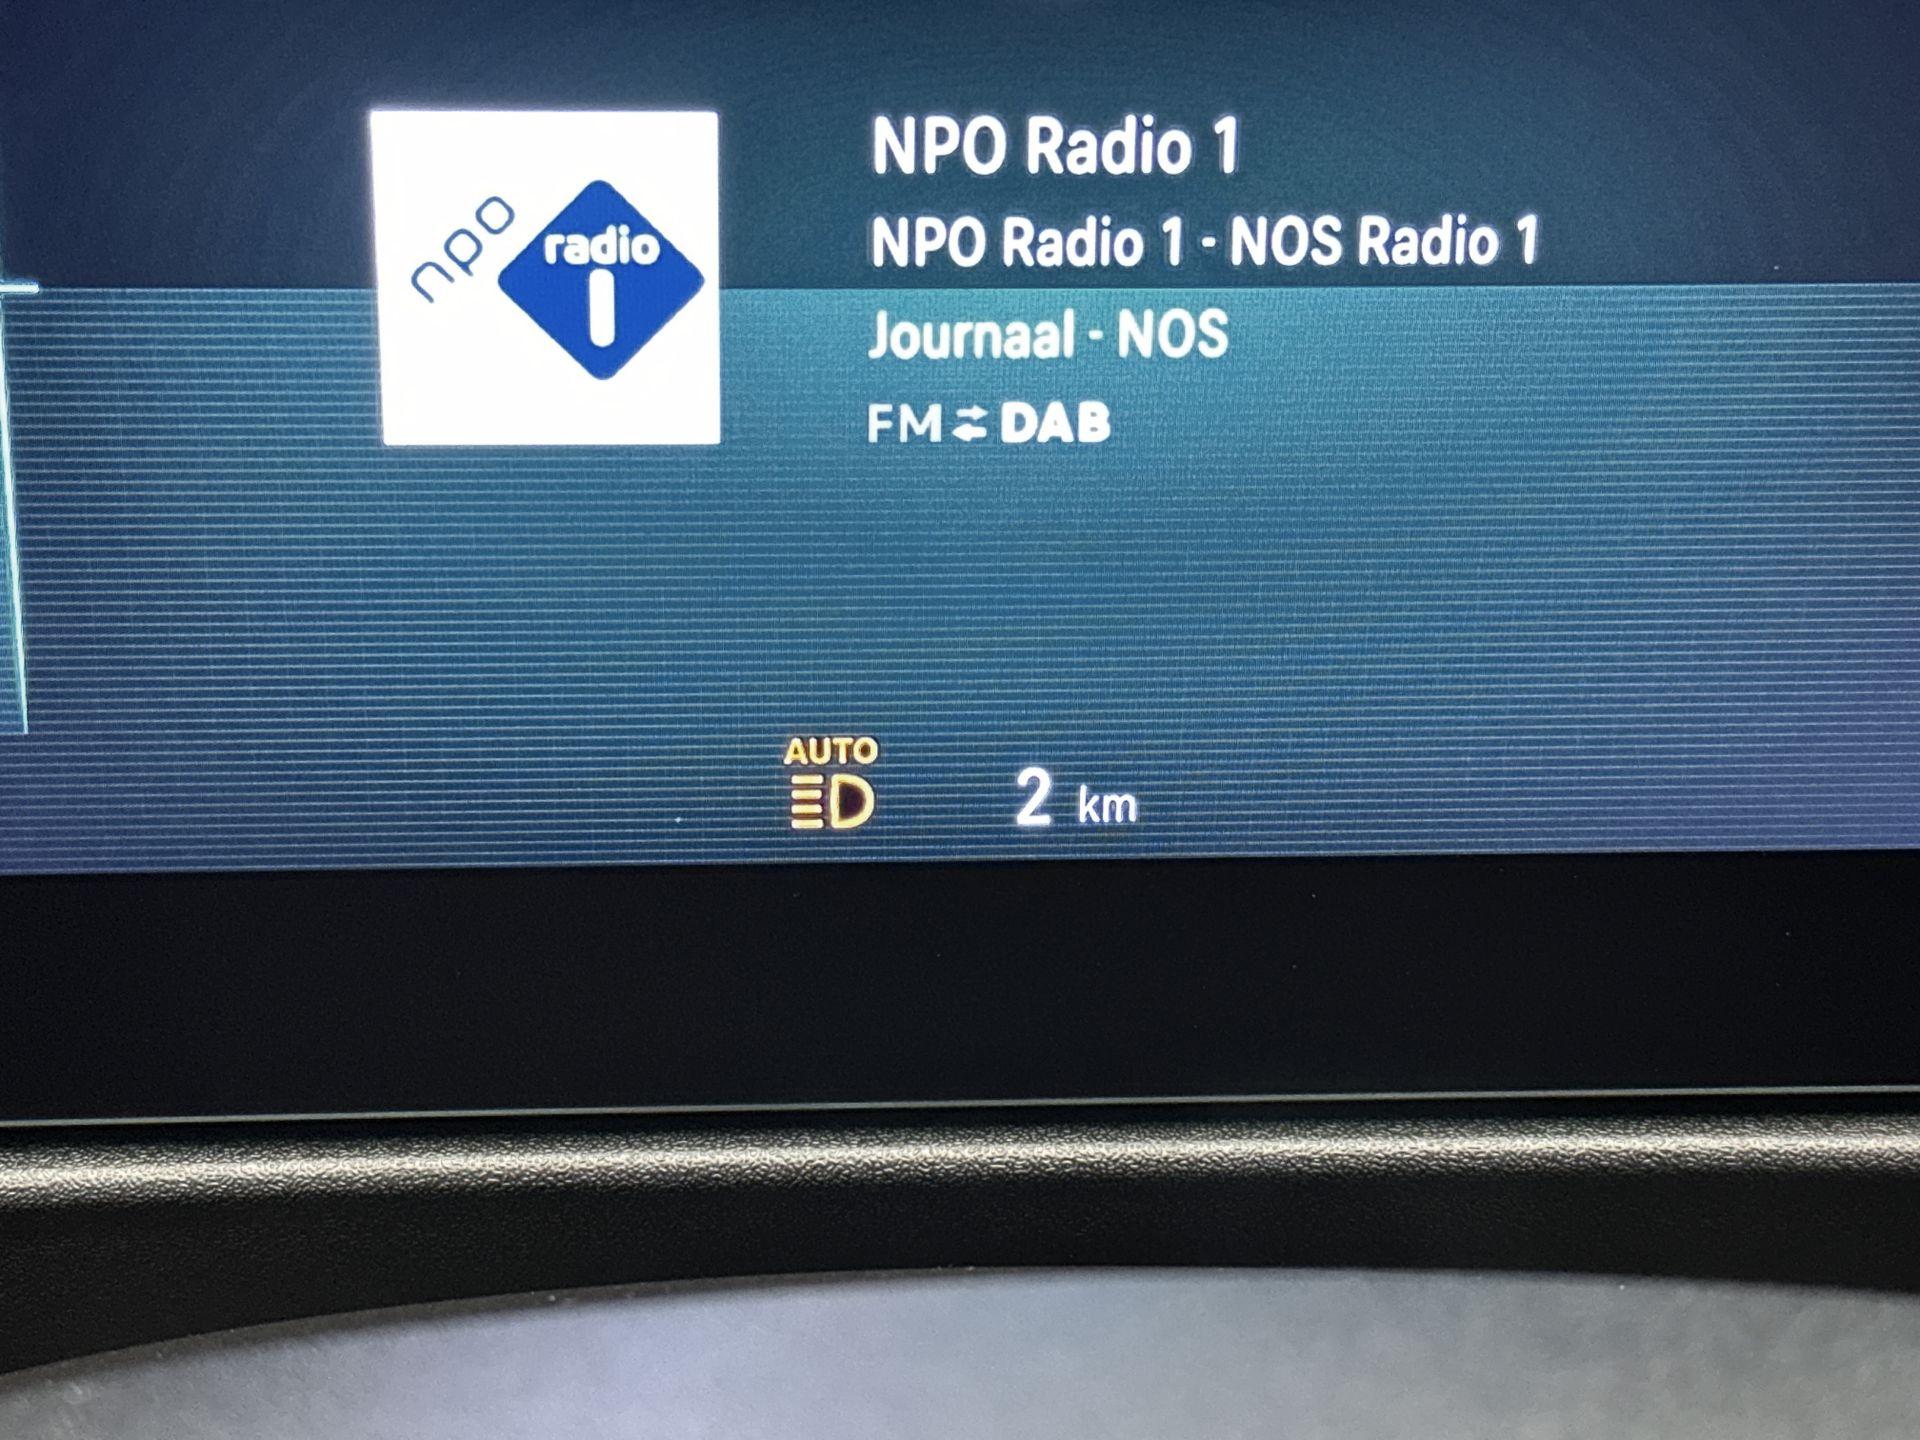 npo
radio
1
NPO Radio 1
NPO Radio 1 - NOS Radio 1
Journaal - NOS
FM ⇄ DAB
AUTO
2 km